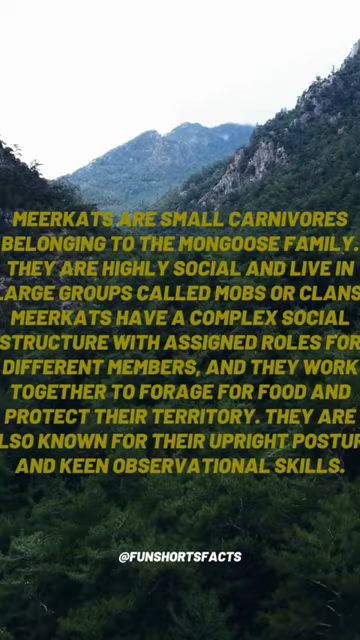 MEERKATS ARE SMALL CARNIVORES
BELONGING TO THE MONGOOSE FAMILY.
THEY ARE HIGHLY SOCIAL AND LIVE IN
LARGE GROUPS CALLED MOBS OR CLANS.
MEERKATS HAVE A COMPLEX SOCIAL
STRUCTURE WITH ASSIGNED ROLES FOR
DIFFERENT MEMBERS, AND THEY WORK
TOGETHER TO FORAGE FOR FOOD AND
PROTECT THEIR TERRITORY. THEY ARE
LSO KNOWN FOR THEIR UPRIGHT POSTUR
AND KEEN OBSERVATIONAL SKILLS.
@FUNSHORTSFACTS